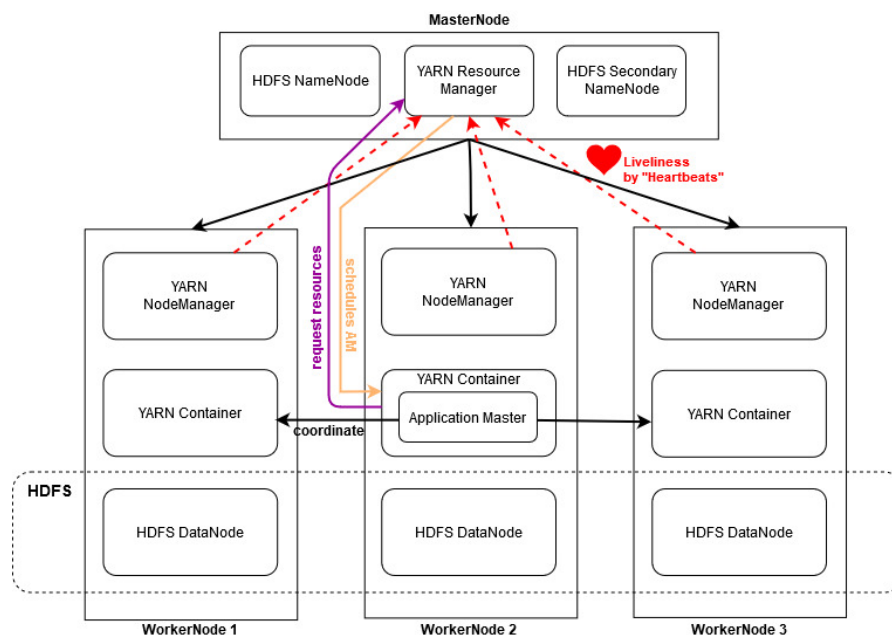 MasterNode
HDFS NameNode
YARN Resource
Manager
HDFS Secondary
NameNode
Liveliness
by "Heartbeats"
request resources
schedules AM
YARN
NodeManager
YARN
NodeManager
YARN
NodeManager
YARN Container
YARN Container
Application Master
YARN Container
coordinate
HDFS
HDFS DataNode
HDFS DataNode
HDFS DataNode
WorkerNode 1
WorkerNode 2
WorkerNode 3